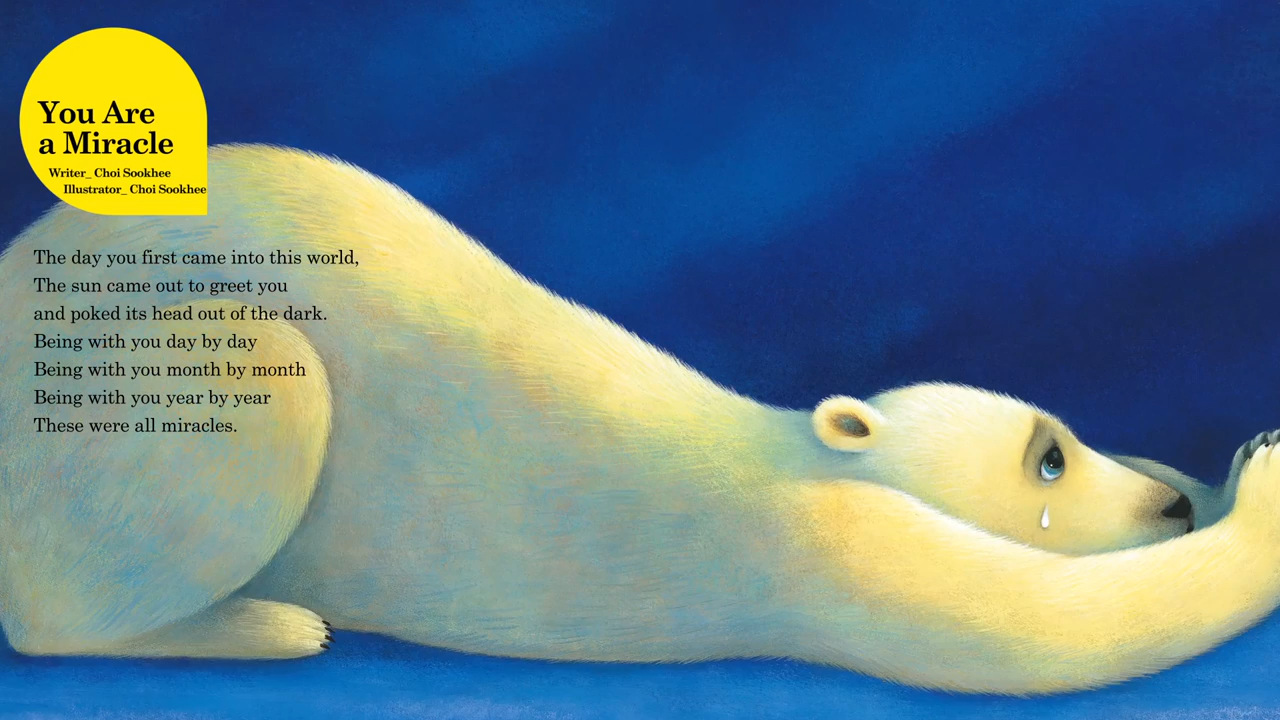 You Are
a Miracle
Writer_ Choi Sookhee
Illustrator_ Choi Sookhee
The day you first came into this world,
The sun came out to greet you
and poked its head out of the dark.
Being with you day by day
Being with you month by month
Being with you year by year
These were all miracles.